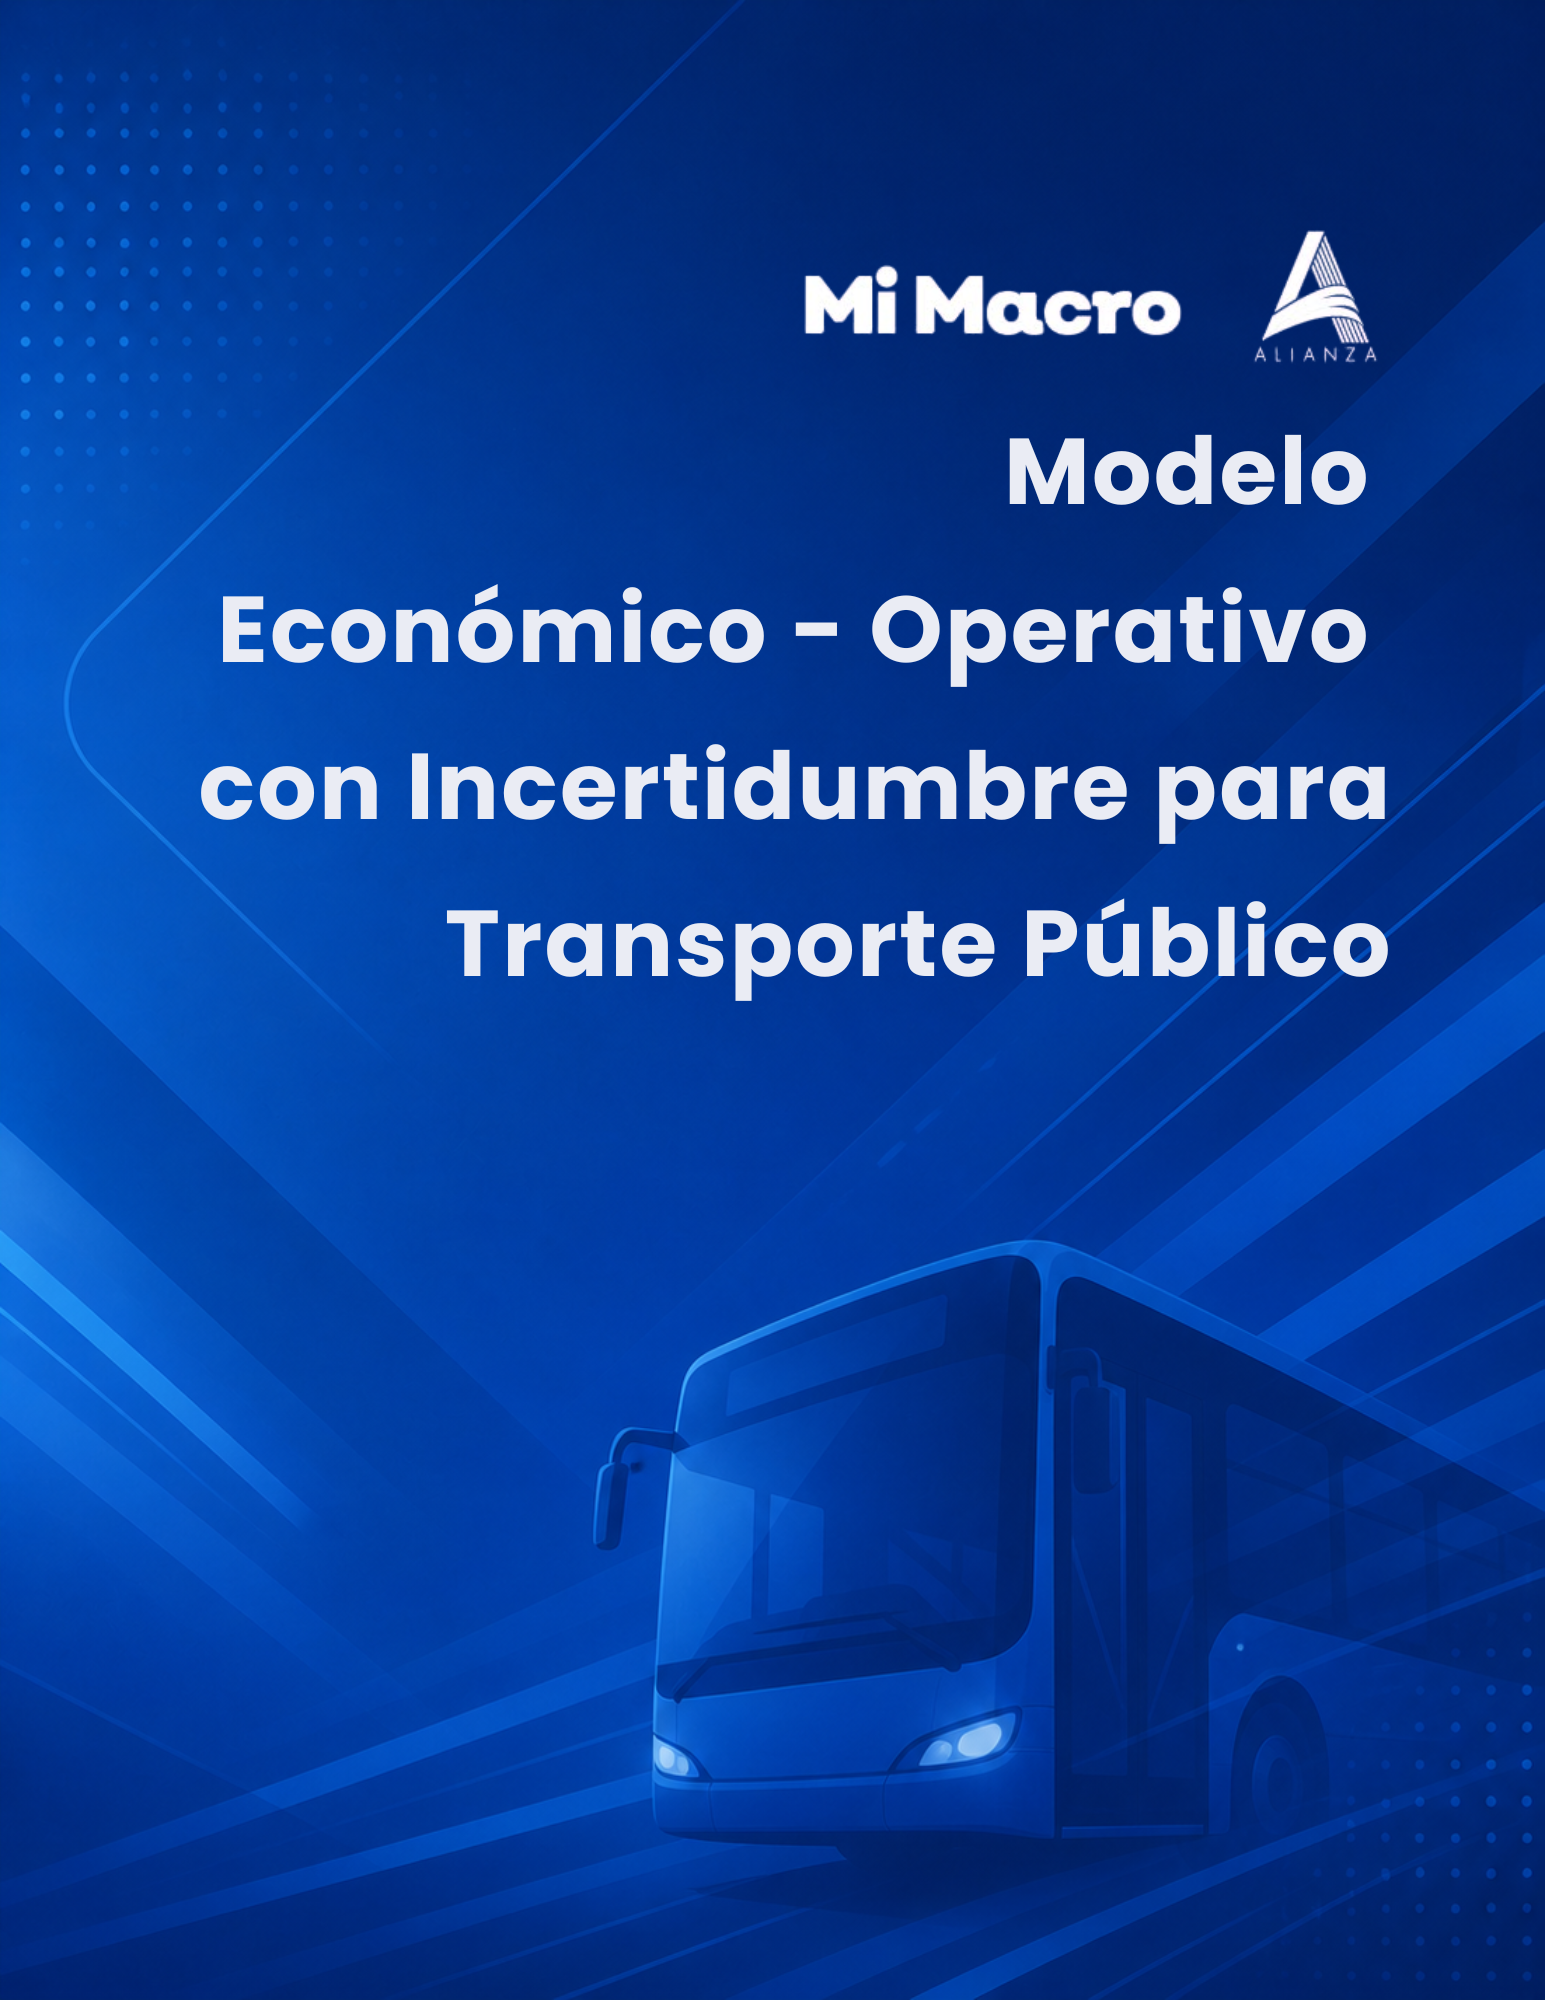 Mi Macro
ALIANZA
Modelo
Económico - Operativo
con Incertidumbre para
Transporte Público